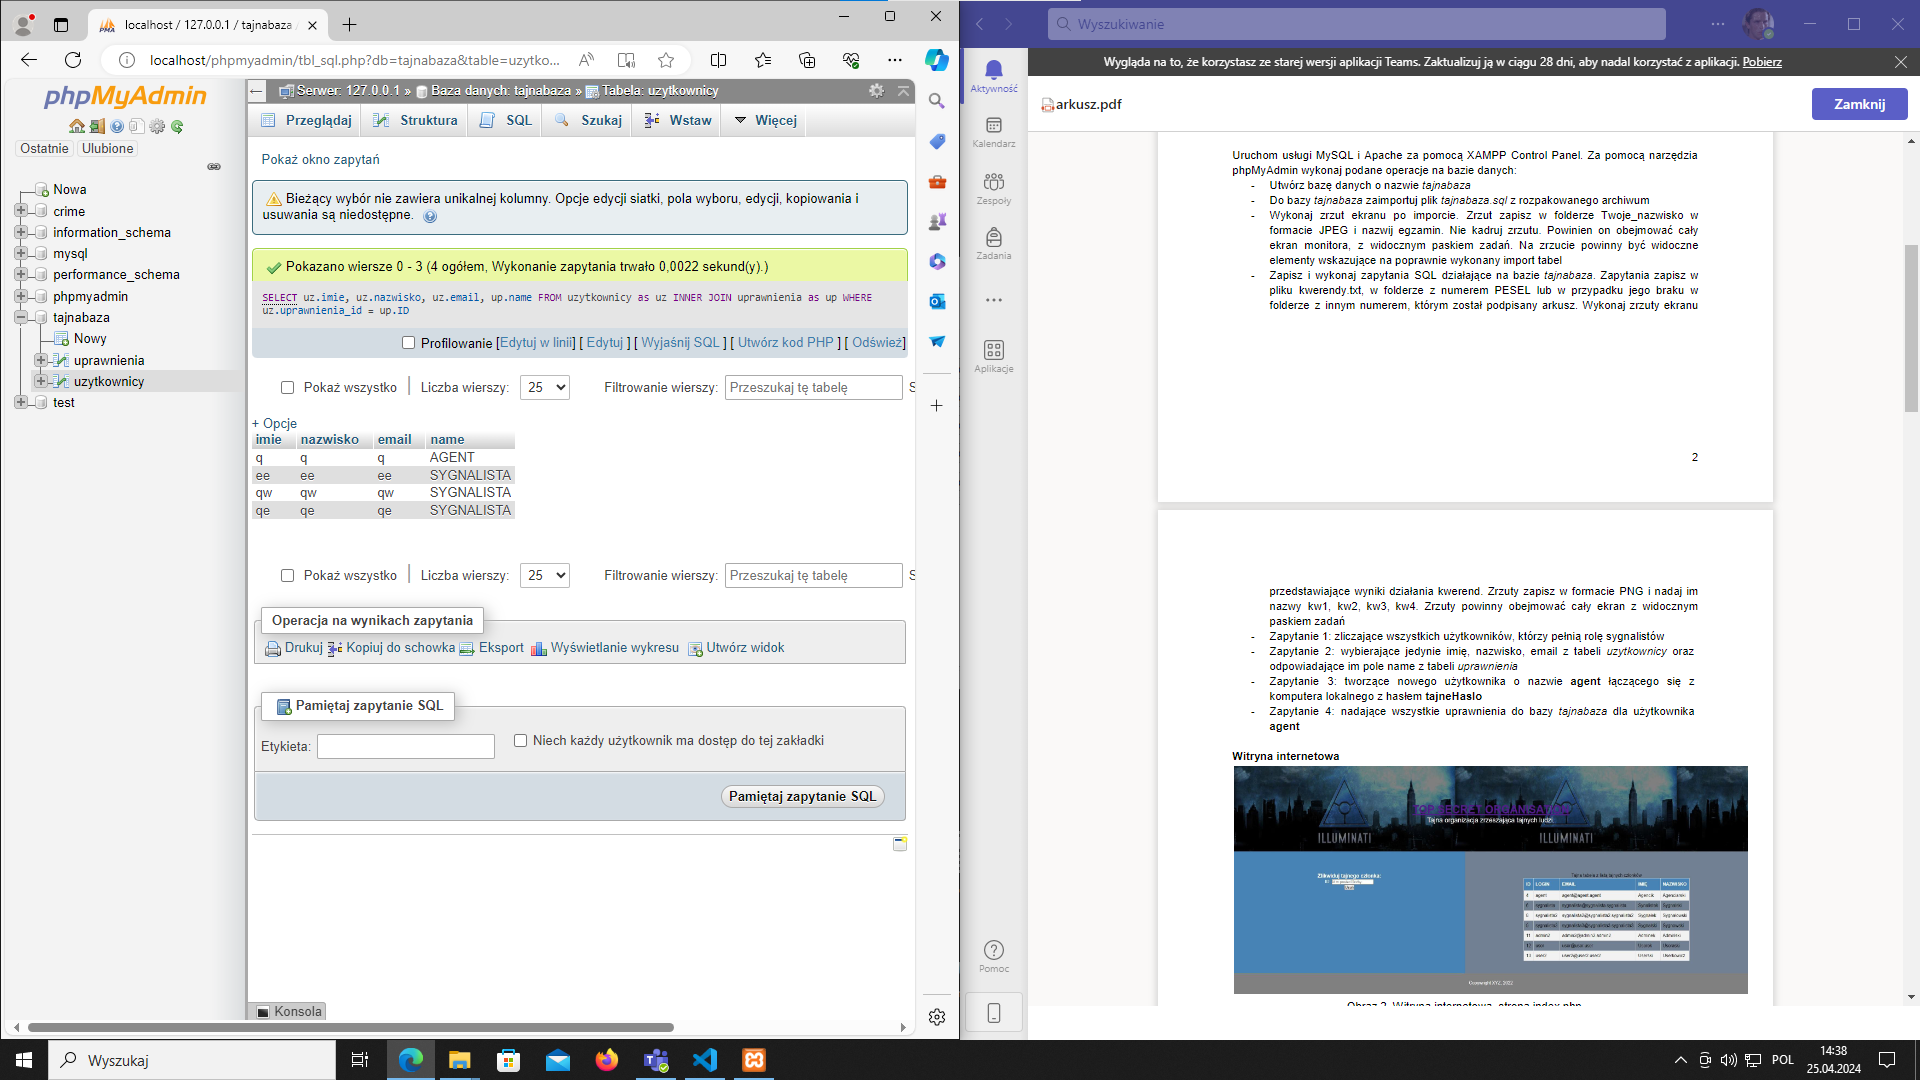 localhost / 127.0.0.1 / tajnabaza /
localhost/phpmyadmin/tbl_sql.php?db=tajnabaza&table=uzytko...
phpMyAdmin
Ostatnie Ulubione
Nowa
crime
information_schema
mysql
performance_schema
phpmyadmin
tajnabaza
Nowy
uprawnienia
uzytkownicy
test
Serwer: 127.0.0.1 » Baza danych: tajnabaza » Tabela: uzytkownicy
Przeglądaj Struktura SQL Szukaj Wstaw Więcej
Pokaż okno zapytań
Bieżący wybór nie zawiera unikalnej kolumny. Opcje edycji siatki, pola wyboru, edycji, kopiowania i
usuwania są niedostępne.
Pokazano wiersze 0 - 3 (4 ogółem, Wykonanie zapytania trwało 0,0022 sekund(y).)
SELECT uz.imie, uz.nazwisko, uz.email, up.name FROM uzytkownicy as uz INNER JOIN uprawnienia as up WHERE
uz.uprawnienia_id = up.ID
Profilowanie [Edytuj w linii] [ Edytuj ] [ Wyjaśnij SQL ] [ Utwórz kod PHP ] [ Odśwież]
Pokaż wszystko Liczba wierszy: 25 Filtrowanie wierszy: Przeszukaj tę tabelę S
+ Opcje
imie nazwisko email name
q q q AGENT
ee ee ee SYGNALISTA
qw qw qw SYGNALISTA
qe qe qe SYGNALISTA
Pokaż wszystko Liczba wierszy: 25 Filtrowanie wierszy: Przeszukaj tę tabelę S
Operacja na wynikach zapytania
Drukuj Kopiuj do schowka Eksport Wyświetlanie wykresu Utwórz widok
Pamiętaj zapytanie SQL
Etykieta: Niech każdy użytkownik ma dostęp do tej zakładki
Pamiętaj zapytanie SQL
Konsola
Wyszukiwanie
Wygląda na to, że korzystasz ze starej wersji aplikacji Teams. Zaktualizuj ją w ciągu 28 dni, aby nadal korzystać z aplikacji. Pobierz
Aktywność
Kalendarz
Zespoły
Zadania
Aplikacje
Pomoc
arkusz.pdf
Zamknij
Uruchom usługi MySQL i Apache za pomocą XAMPP Control Panel. Za pomocą narzędzia
phpMyAdmin wykonaj podane operacje na bazie danych:
- Utwórz bazę danych o nazwie tajnabaza
- Do bazy tajnabaza zaimportuj plik tajnabaza.sql z rozpakowanego archiwum
- Wykonaj zrzut ekranu po imporcie. Zrzut zapisz w folderze Twoje_nazwisko w
formacie JPEG i nazwij egzamin. Nie kadruj zrzutu. Powinien on obejmować cały
ekran monitora, z widocznym paskiem zadań. Na zrzucie powinny być widoczne
elementy wskazujące na poprawnie wykonany import tabel
- Zapisz i wykonaj zapytania SQL działające na bazie tajnabaza. Zapytania zapisz w
pliku kwerendy.txt, w folderze z numerem PESEL lub w przypadku jego braku w
folderze z innym numerem, którym został podpisany arkusz. Wykonaj zrzuty ekranu
2
przedstawiające wyniki działania kwerend. Zrzuty zapisz w formacie PNG i nadaj im
nazwy kw1, kw2, kw3, kw4. Zrzuty powinny obejmować cały ekran z widocznym
paskiem zadań
- Zapytanie 1: zliczające wszystkich użytkowników, którzy pełnią rolę sygnalistów
- Zapytanie 2: wybierające jedynie imię, nazwisko, email z tabeli uzytkownicy oraz
odpowiadające im pole name z tabeli uprawnienia
- Zapytanie 3: tworzące nowego użytkownika o nazwie agent łączącego się z
komputera lokalnego z hasłem tajneHaslo
- Zapytanie 4: nadające wszystkie uprawnienia do bazy tajnabaza dla użytkownika
agent
Witryna internetowa
Tajna organizacja zrzeszająca tajnych ludzi
ILLUMINATI ILLUMINATI
Zlikwiduj tajnego członka:
ID LOGIN EMAIL IMIĘ NAZWISKO
Obraz 2. Witryna internetowa, strona index.php
Wyszukaj
POL
14:38
25.04.2024